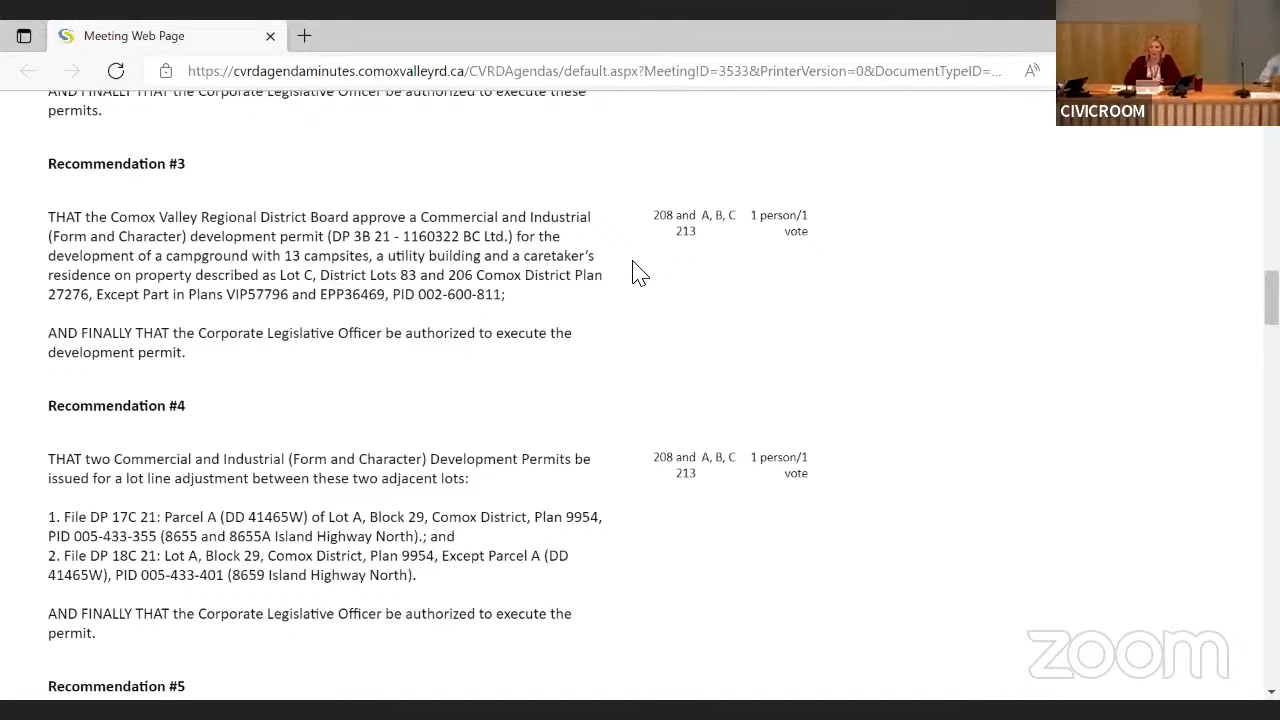 Meeting Web Page
https://cvrdagendaminutes.comoxvalleyrd.ca/CVRDAgendas/default.aspx?MeetingID=3533&PrinterVersion=0&DocumentTypeID=...
CIVICROOM
AND FINALLY THAT the Corporate Legislative Officer be authorized to execute these
permits.
Recommendation #3
THAT the Comox Valley Regional District Board approve a Commercial and Industrial
(Form and Character) development permit (DP 3B 21 - 1160322 BC Ltd.) for the
development of a campground with 13 campsites, a utility building and a caretaker's
residence on property described as Lot C, District Lots 83 and 206 Comox District Plan
27276, Except Part in Plans VIP57796 and EPP36469, PID 002-600-811;
208 and A, B, C 1 person/1
213 vote
AND FINALLY THAT the Corporate Legislative Officer be authorized to execute the
development permit.
Recommendation #4
THAT two Commercial and Industrial (Form and Character) Development Permits be
issued for a lot line adjustment between these two adjacent lots:
208 and A, B, C 1 person/1
213 vote
1. File DP 17C 21: Parcel A (DD 41465W) of Lot A, Block 29, Comox District, Plan 9954,
PID 005-433-355 (8655 and 8655A Island Highway North).; and
2. File DP 18C 21: Lot A, Block 29, Comox District, Plan 9954, Except Parcel A (DD
41465W), PID 005-433-401 (8659 Island Highway North).
AND FINALLY THAT the Corporate Legislative Officer be authorized to execute the
permit.
Recommendation #5
zoom